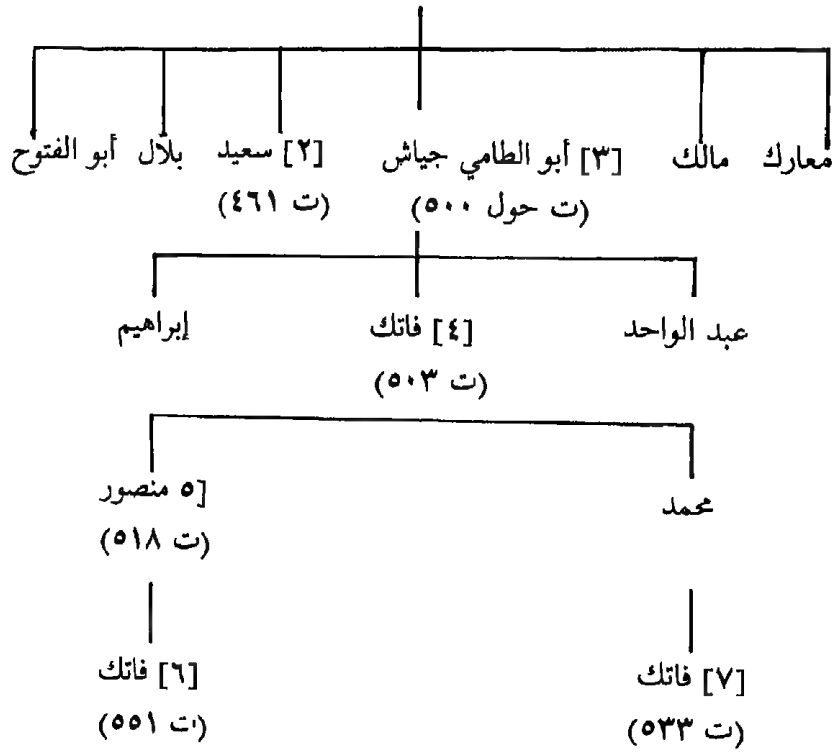 معارك مالك [٣] أبو الطامي جياش [٢] سعيد بلال أبو الفتوح
(ت حول ٥٠٠) (ت ٤٦١)
عبد الواحد [٤] فاتك إبراهيم
(ت ٥٠٣)
محمد [٥ منصور
(ت ٥١٨)
[٧] فاتك [٦] فاتك
(ت ٥٣٣) (ت ٥٥١)